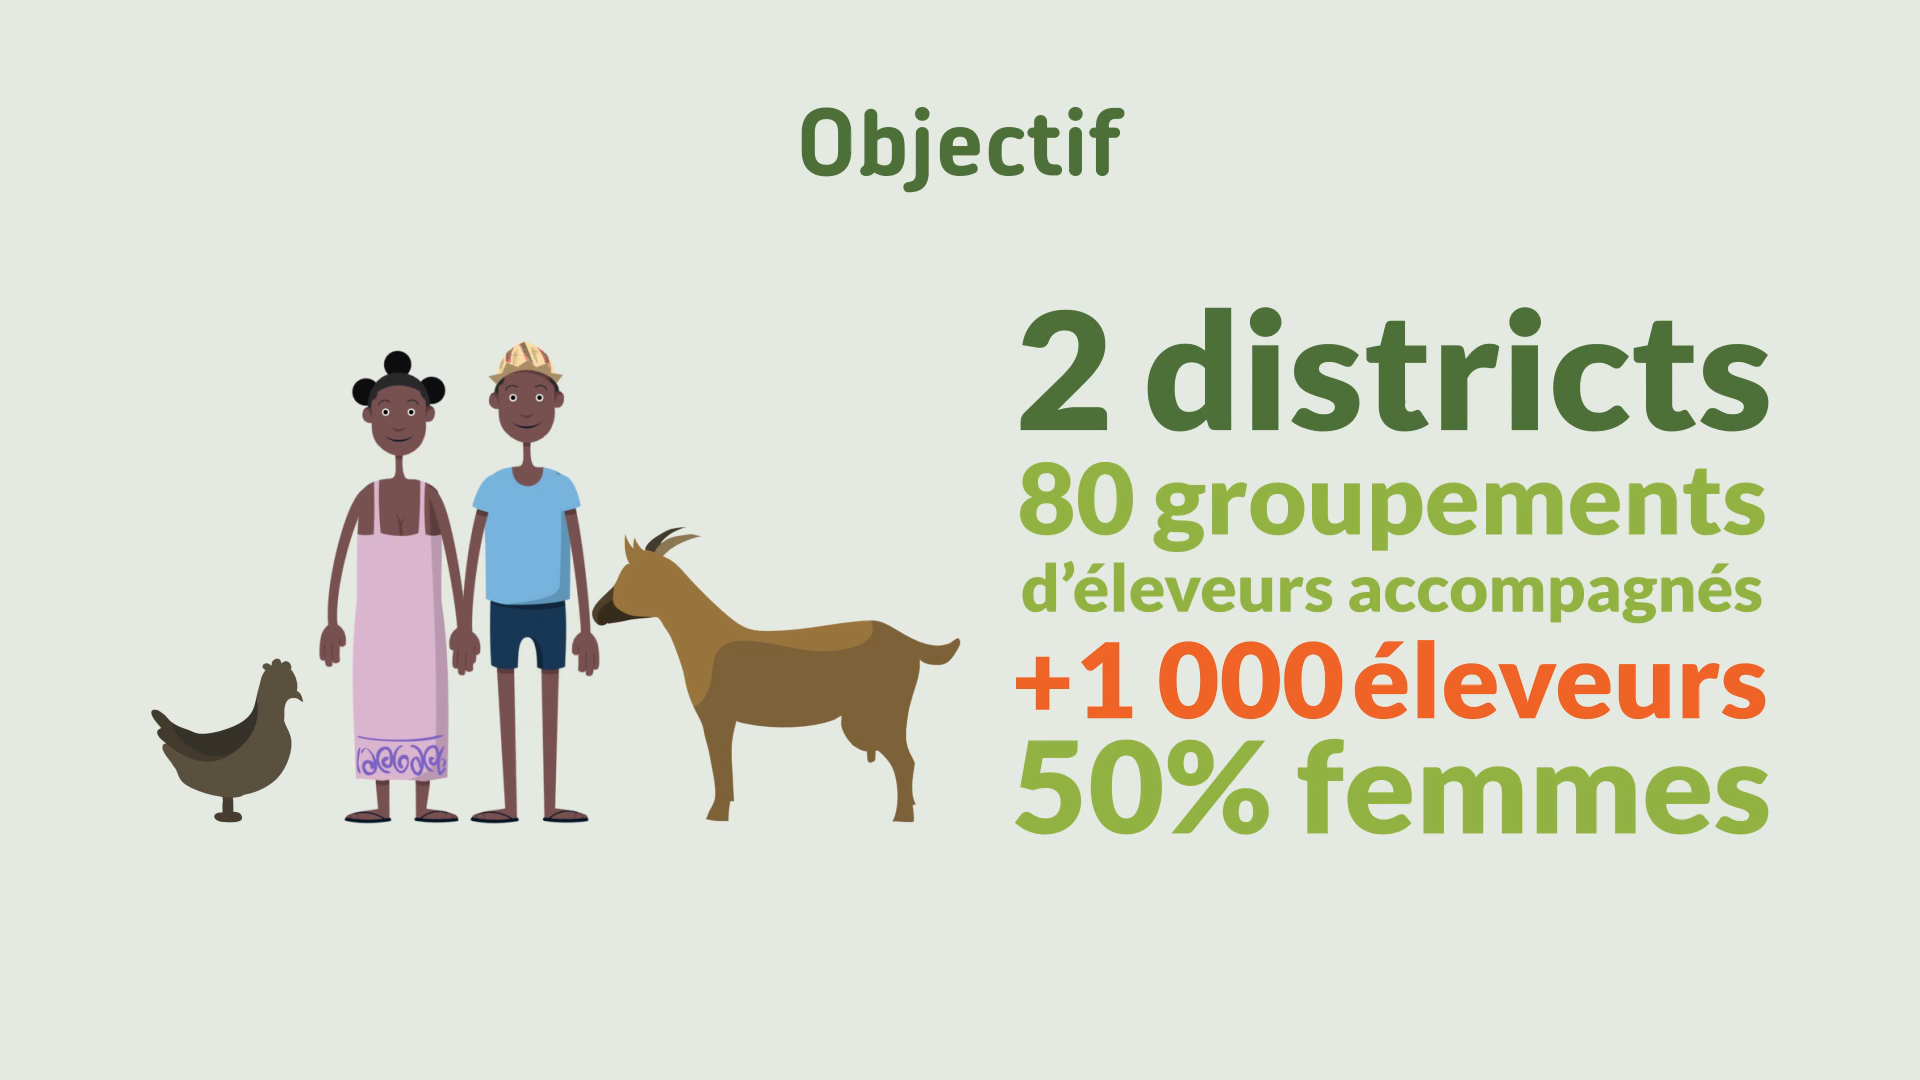 Objectif
2 districts
80 groupements
d’éleveurs accompagnés
+1 000 éleveurs
50% femmes